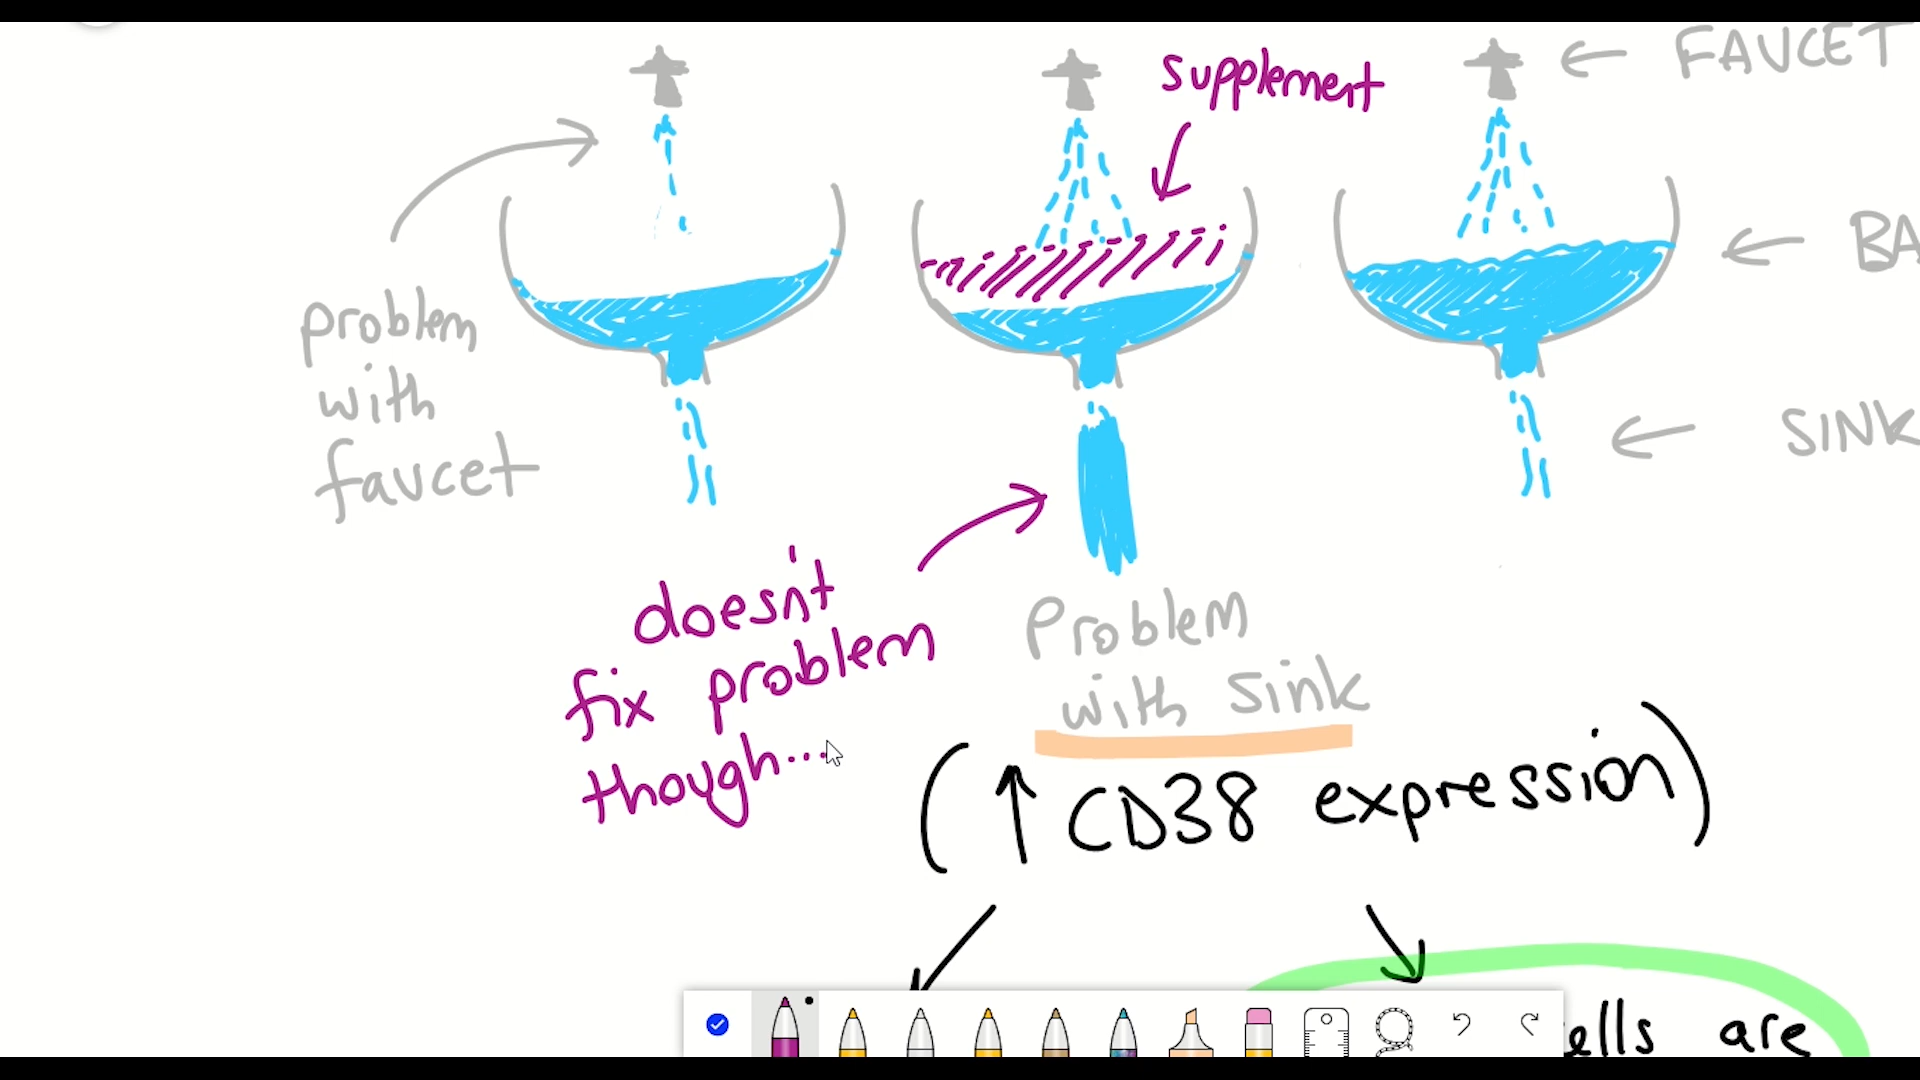 supplement
FAUCET
BA
problem
with
faucet
SINK
doesn't
fix problem
though...
Problem
with sink
(↑ CD38 expression)
ells are